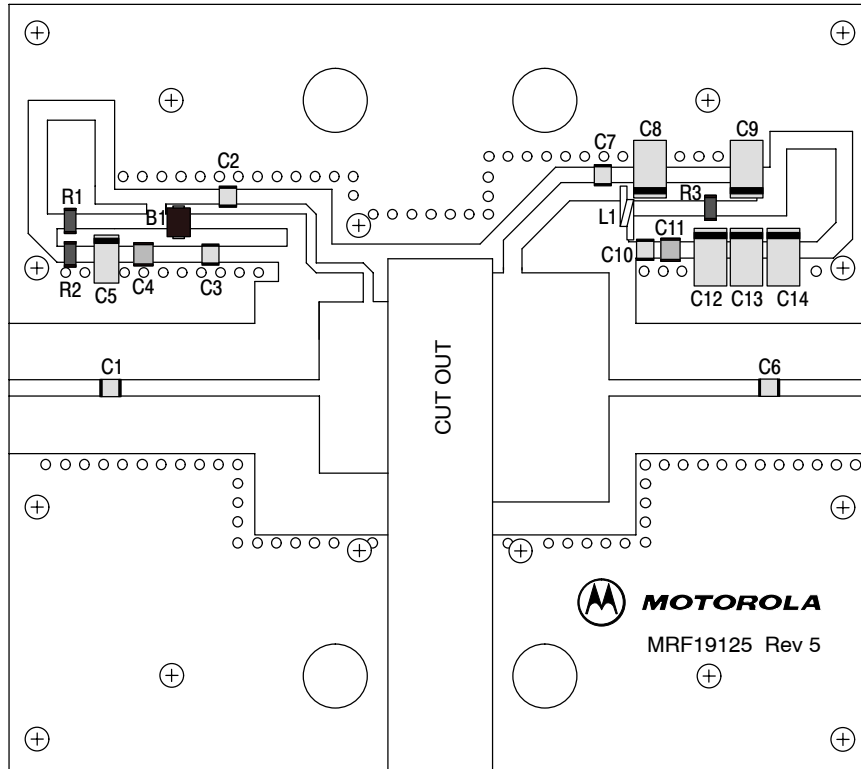 C8
C9
C7
C2
R1
B1
R3
L1
C11
C10
R2
C5
C4
C3
C12
C13
C14
C1
C6
CUT OUT
MOTOROLA
MRF19125 Rev 5